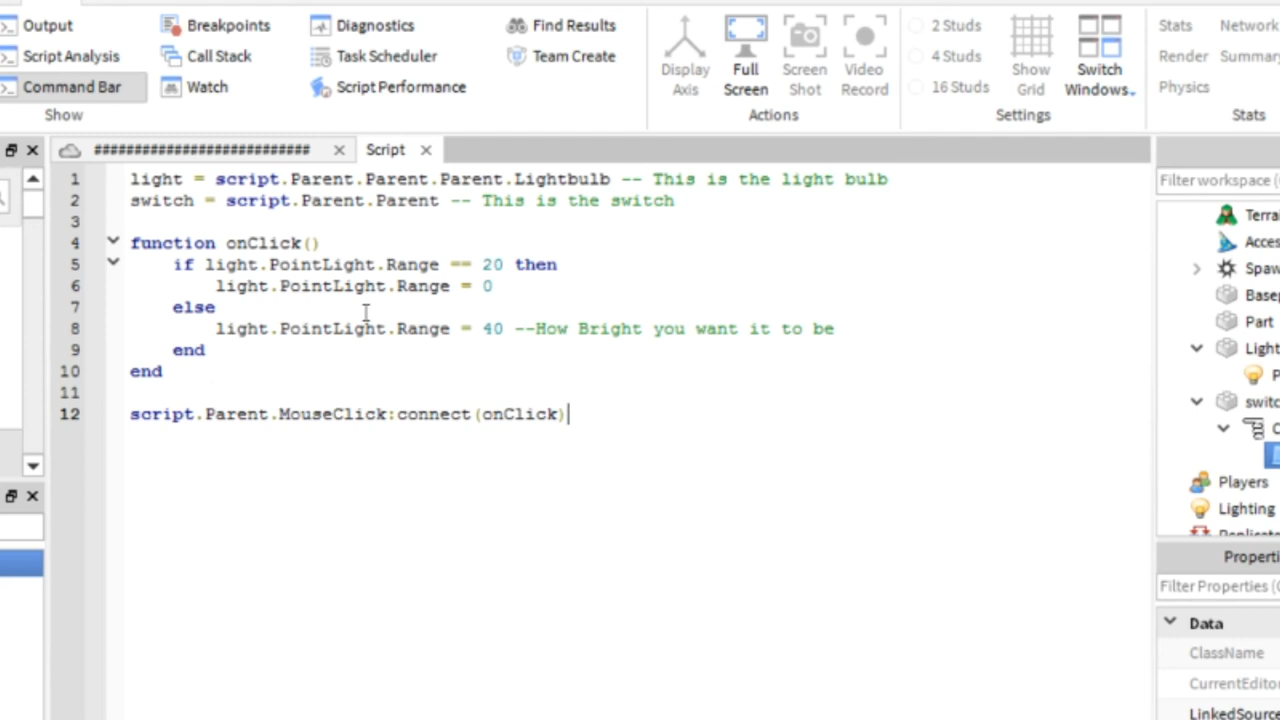 Output
Breakpoints
Diagnostics
Find Results
Script Analysis
Call Stack
Task Scheduler
Team Create
Command Bar
Watch
Script Performance
Show
Display Axis
Full Screen
Screen Shot
Video Record
Actions
2 Studs
4 Studs
16 Studs
Show Grid
Switch Windows
Settings
Stats
Network
Render
Summary
Physics
Stats
###########################
Script
1 light = script.Parent.Parent.Parent.Lightbulb -- This is the light bulb
2 switch = script.Parent.Parent -- This is the switch
3
4 function onClick()
5 if light.PointLight.Range == 20 then
6 light.PointLight.Range = 0
7 else
8 light.PointLight.Range = 40 --How Bright you want it to be
9 end
10 end
11
12 script.Parent.MouseClick:connect(onClick)
Filter workspace (
Terra
Acces
Spaw
Basep
Part
Light
P
switc
C
Players
Lighting
Properti
Filter Properties (
Data
ClassName
CurrentEdito
LinkedSource